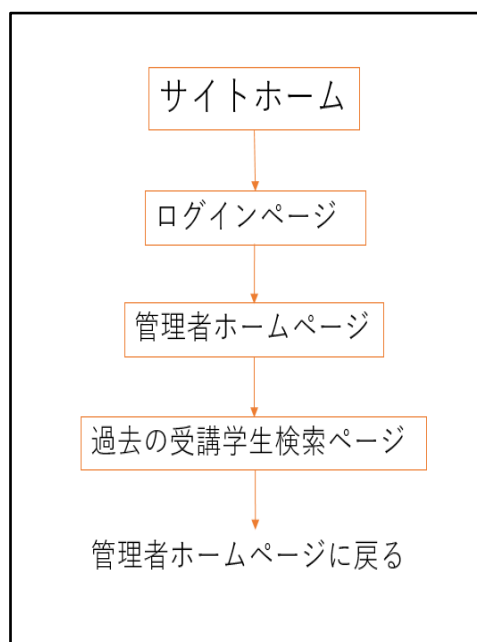 サイトホーム
ログインページ
管理者ホームページ
過去の受講学生検索ページ
管理者ホームページに戻る